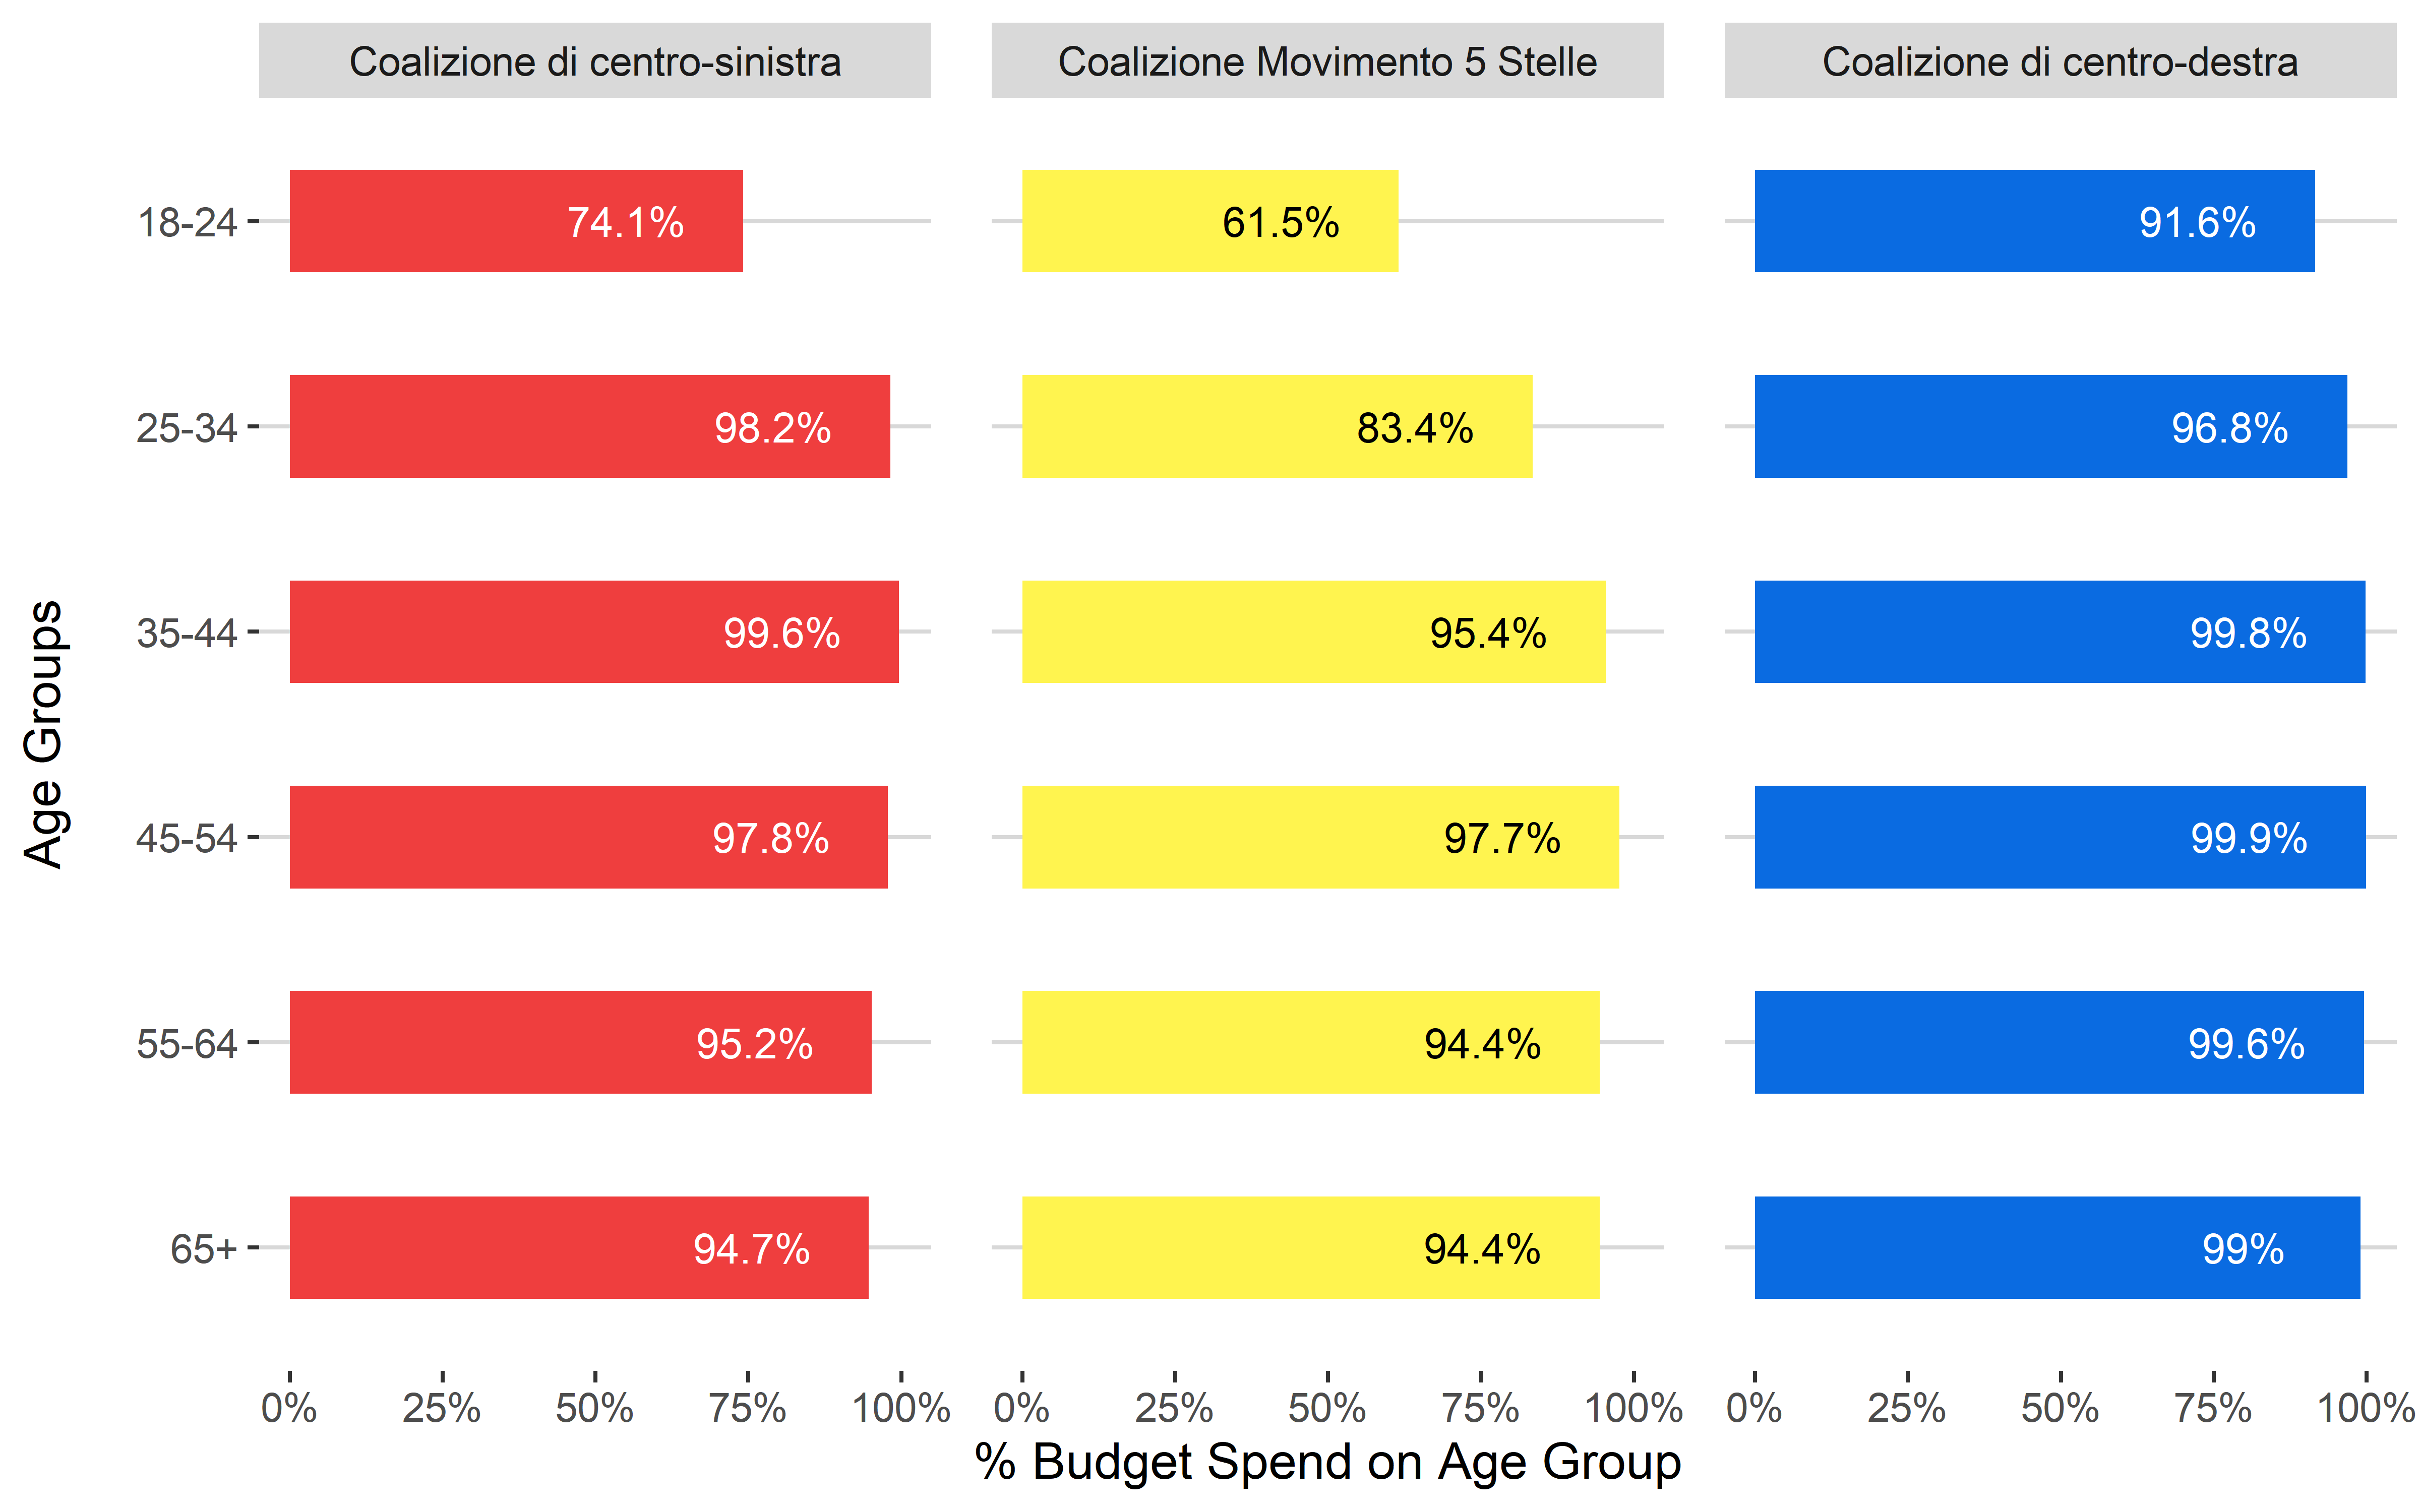 Coalizione di centro-sinistra Coalizione Movimento 5 Stelle Coalizione di centro-destra
18-24 74.1% 61.5% 91.6%
25-34 98.2% 83.4% 96.8%
35-44 99.6% 95.4% 99.8%
45-54 97.8% 97.7% 99.9%
55-64 95.2% 94.4% 99.6%
65+ 94.7% 94.4% 99%
Age Groups
0% 25% 50% 75% 100% 0% 25% 50% 75% 100% 0% 25% 50% 75% 100%
% Budget Spend on Age Group